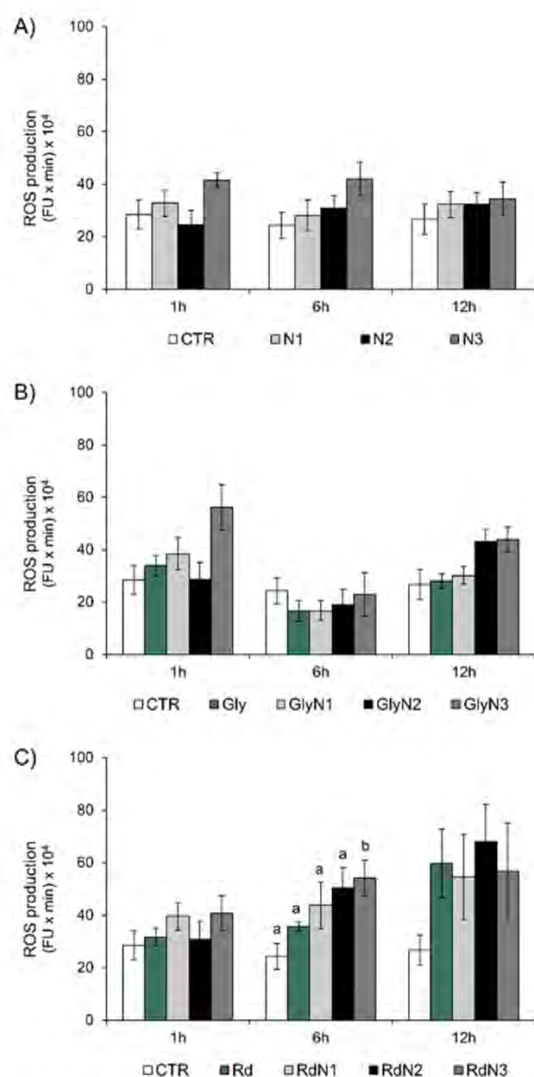 A)
100
80
60
40
20
0
ROS production
(FU x min) x 10⁴
1h 6h 12h
CTR N1 N2 N3
B)
100
80
60
40
20
0
ROS production
(FU x min) x 10⁴
1h 6h 12h
CTR Gly GlyN1 GlyN2 GlyN3
C)
100
80
60
40
20
0
ROS production
(FU x min) x 10⁴
a a a a b
1h 6h 12h
CTR Rd RdN1 RdN2 RdN3